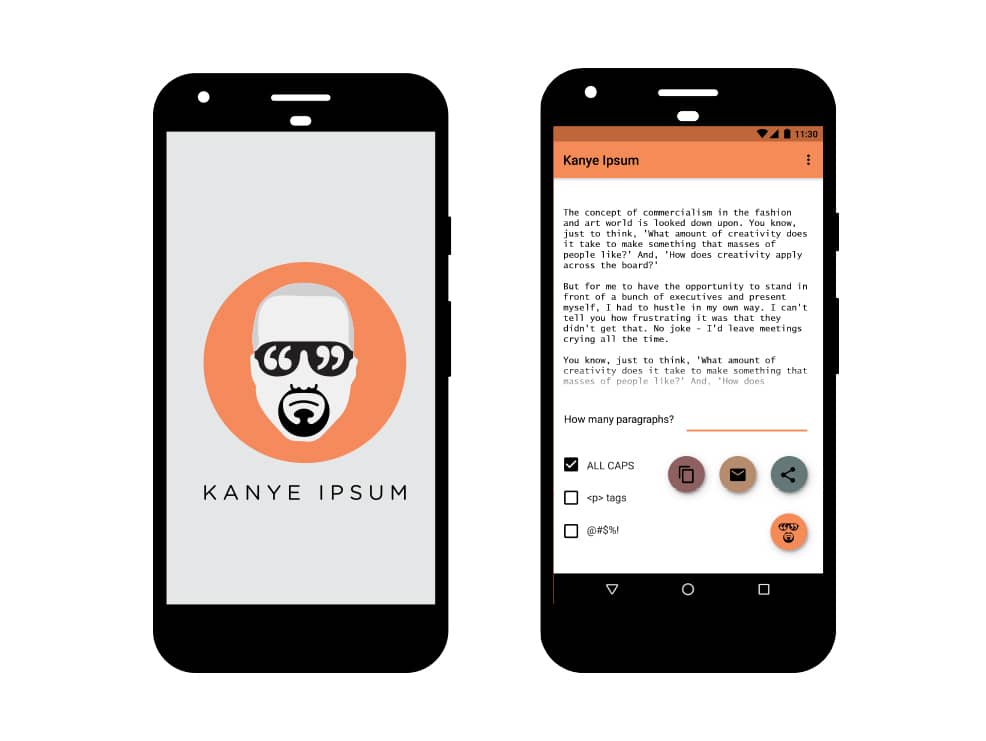 KANYE IPSUM
11:30
Kanye Ipsum
The concept of commercialism in the fashion
and art world is looked down upon. You know,
just to think, 'What amount of creativity does
it take to make something that masses of
people like?' And, 'How does creativity apply
across the board?'
But for me to have the opportunity to stand in
front of a bunch of executives and present
myself, I had to hustle in my own way. I can't
tell you how frustrating it was that they
didn't get that. No joke - I'd leave meetings
crying all the time.
You know, just to think, 'What amount of
creativity does it take to make something that
masses of people like?' And, 'How does
How many paragraphs?
ALL CAPS
<p> tags
@#$%!